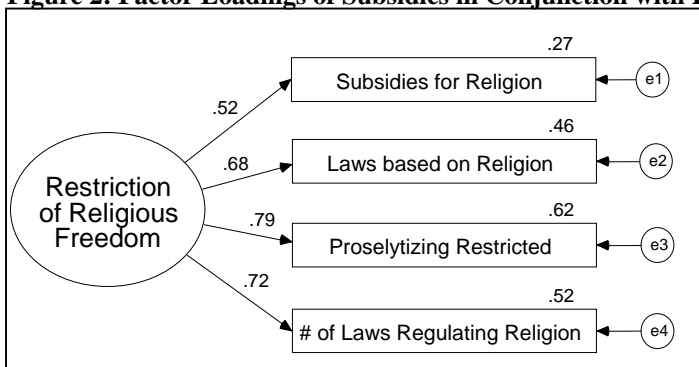 Figure 2: Factor Loadings of Subsidies in Conjunction with
.27
Subsidies for Religion
e1
.52
.46
.68
Laws based on Religion
e2
Restriction
of Religious
Freedom
.62
.79
Proselytizing Restricted
e3
.72
.52
# of Laws Regulating Religion
e4